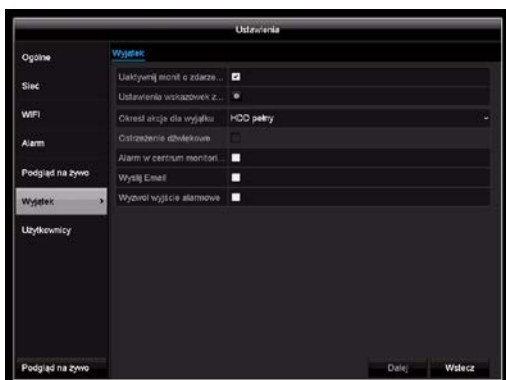 Ustawienia
Ogólne
Sieć
WIFI
Alarm
Podgląd na żywo
Wyjątek
Użytkownicy
Podgląd na żywo
Wyjątek
Uaktywnij monit o zdarze...
Ustawienia wskazówek z...
Określ akcje dla wyjątku HDD pełny
Ostrzeżenie dźwiękowe
Alarm w centrum monitori...
Wyślij Email
Wyzwól wyjście alarmowe
Dalej Wstecz